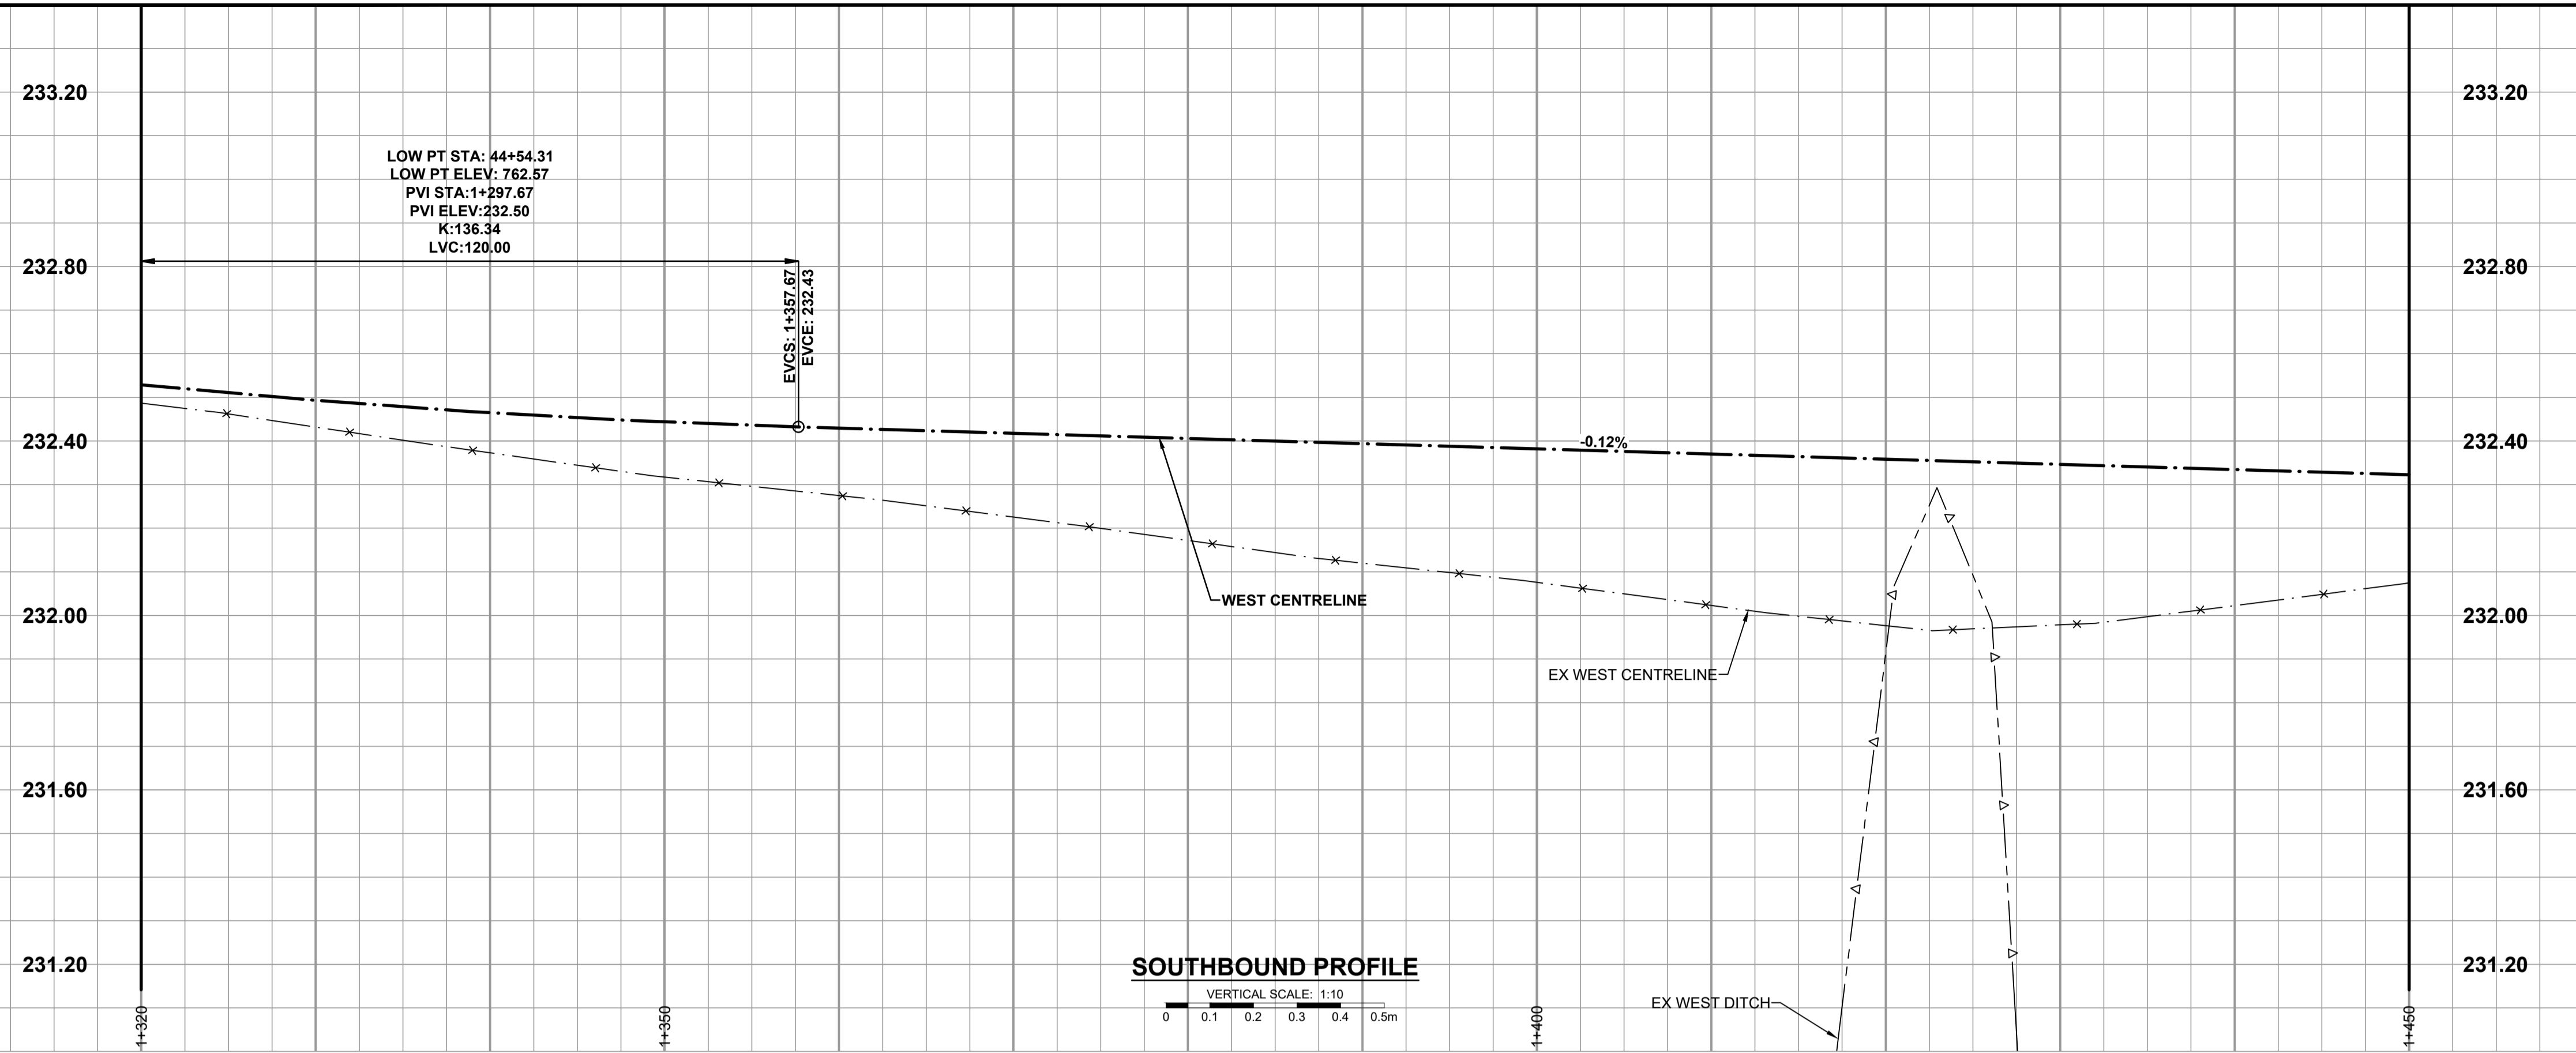 233.20
233.20
LOW PT STA: 44+54.31
LOW PT ELEV: 762.57
PVI STA:1+297.67
PVI ELEV:232.50
K:136.34
LVC:120.00
232.80
232.80
EVCS: 1+357.67
EVCE: 232.43
232.40
-0.12%
232.40
WEST CENTRELINE
232.00
232.00
EX WEST CENTRELINE
231.60
231.60
231.20
SOUTHBOUND PROFILE
231.20
VERTICAL SCALE: 1:10
0 0.1 0.2 0.3 0.4 0.5m
EX WEST DITCH
1+320
1+350
1+400
1+450